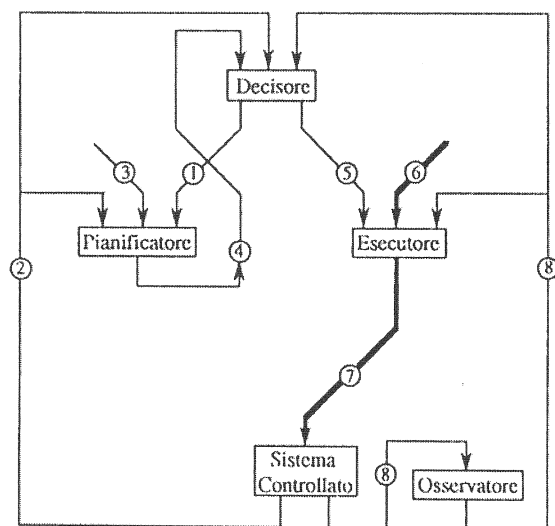 Decisore
3
1
5
6
Pianificatore
4
Esecutore
2
8
7
Sistema
Controllato
8
Osservatore